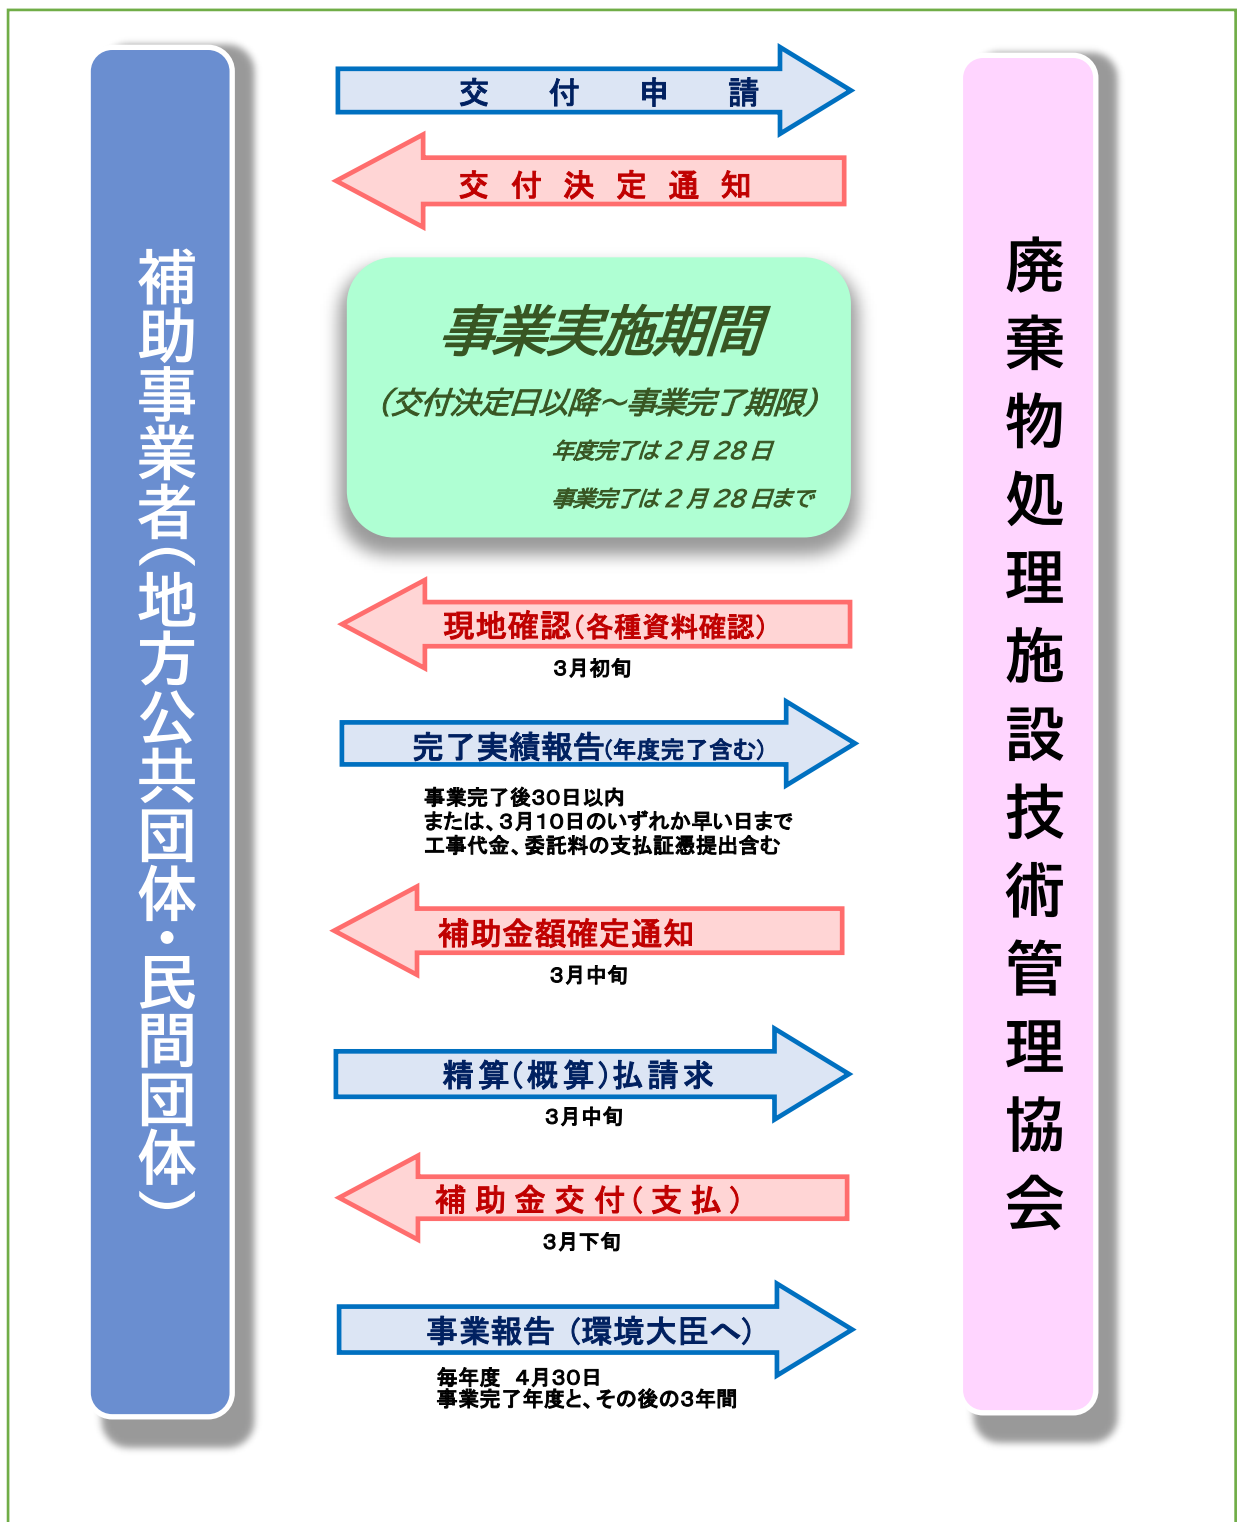 補助事業者（地方公共団体・民間団体）
交付申請
交付決定通知
事業実施期間
（交付決定日以降～事業完了期限）
年度完了は２月28日
事業完了は２月28日まで
現地確認（各種資料確認）
３月初旬
完了実績報告（年度完了含む）
事業完了後３０日以内
または、３月１０日のいずれか早い日まで
工事代金、委託料の支払証憑提出含む
補助金額確定通知
３月中旬
精算（概算）払請求
３月中旬
補助金交付（支払）
３月下旬
事業報告（環境大臣へ）
毎年度　４月３０日
事業完了年度と、その後の３年間
廃棄物処理施設技術管理協会